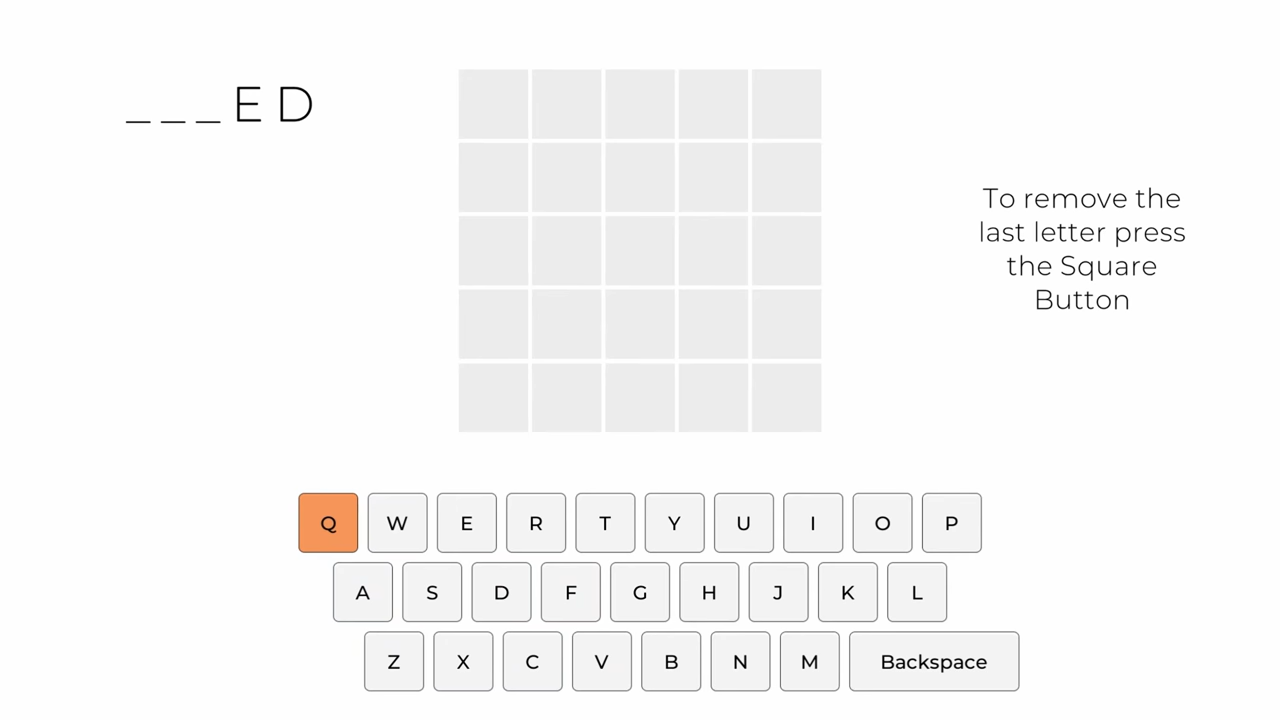 _ _ _ E D
To remove the
last letter press
the Square
Button
Q W E R T Y U I O P
A S D F G H J K L
Z X C V B N M Backspace